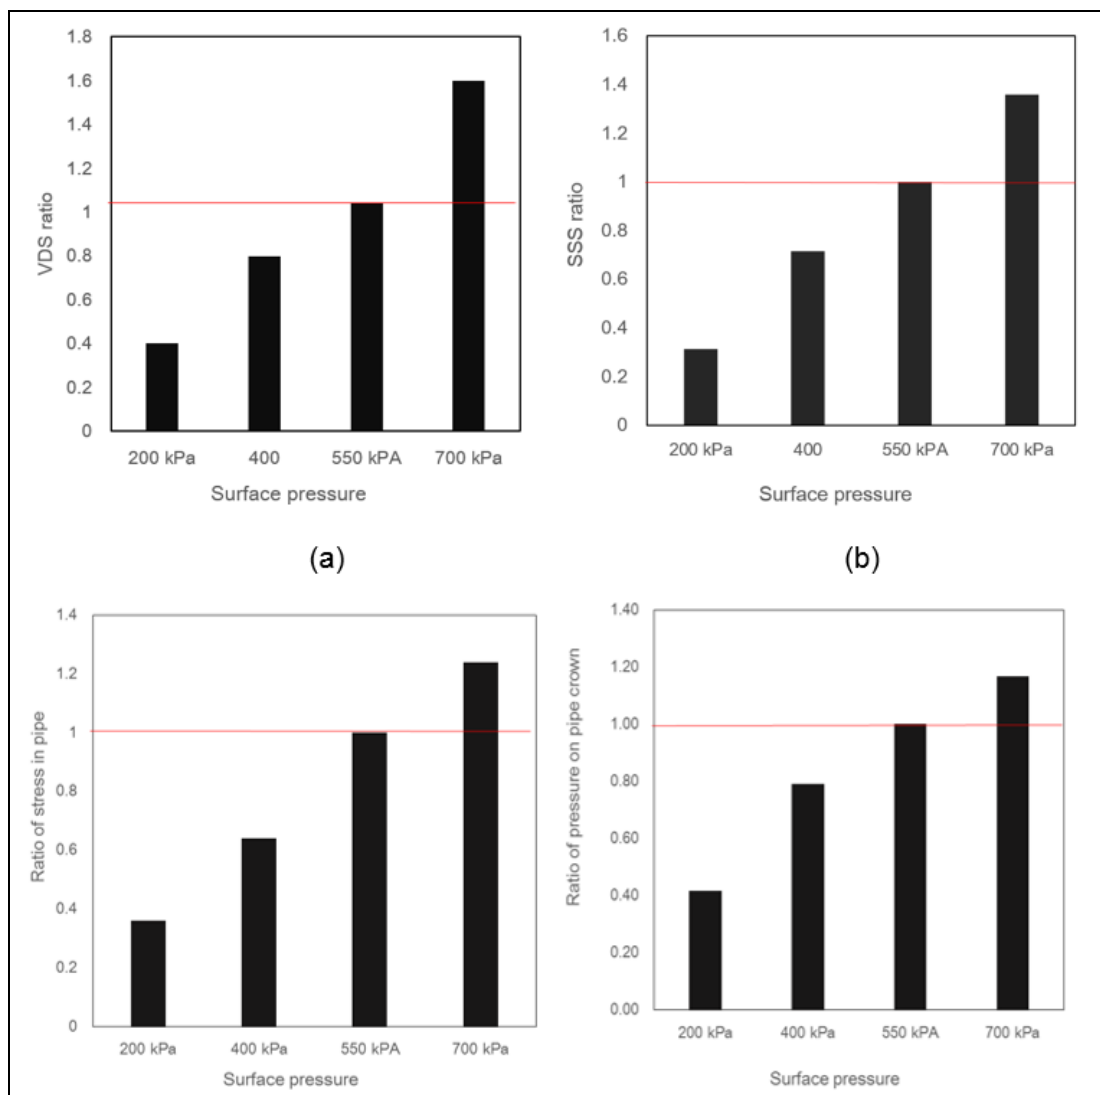 VDS ratio
1.8
1.6
1.4
1.2
1
0.8
0.6
0.4
0.2
0
200 kPa 400 550 kPA 700 kPa
Surface pressure
(a)
SSS ratio
1.6
1.4
1.2
1
0.8
0.6
0.4
0.2
0
200 kPa 400 550 kPA 700 kPa
Surface pressure
(b)
Ratio of stress in pipe
1.4
1.2
1
0.8
0.6
0.4
0.2
0
200 kPa 400 kPa 550 kPA 700 kPa
Surface pressure
Ratio of pressure on pipe crown
1.40
1.20
1.00
0.80
0.60
0.40
0.20
0.00
200 kPa 400 kPa 550 kPA 700 kPa
Surface pressure